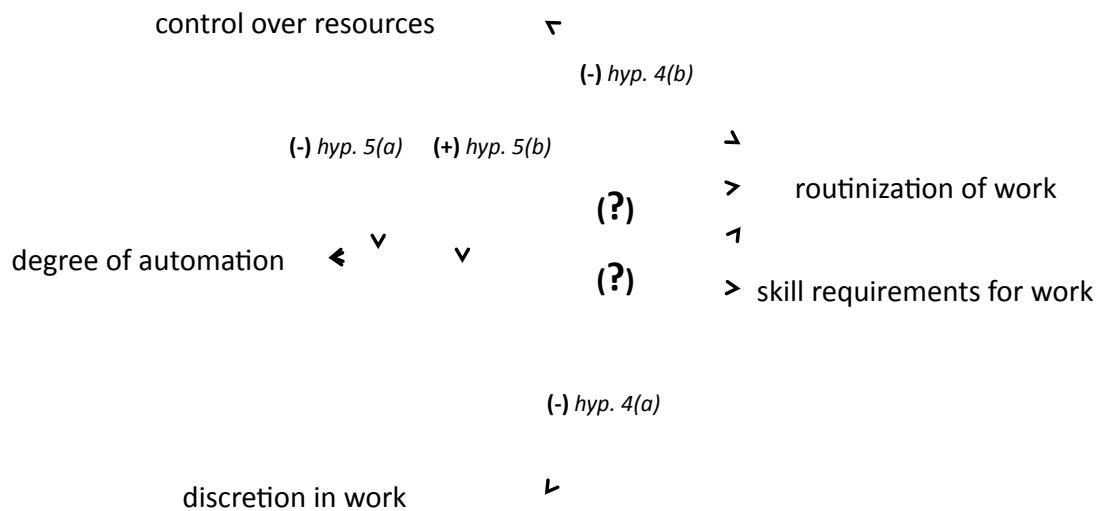 control over resources
(-) hyp. 4(b)
(-) hyp. 5(a) (+) hyp. 5(b)
routinization of work
(?)
degree of automation
(?)
skill requirements for work
(-) hyp. 4(a)
discretion in work